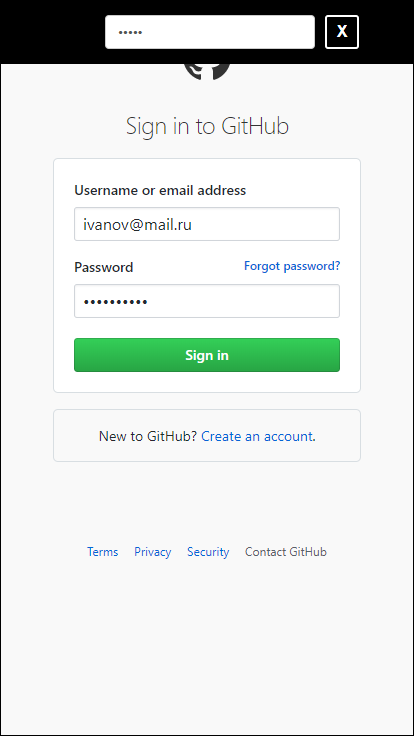 •••••
X
Sign in to GitHub
Username or email address
ivanov@mail.ru
Password Forgot password?
••••••••••
Sign in
New to GitHub? Create an account.
Terms Privacy Security Contact GitHub